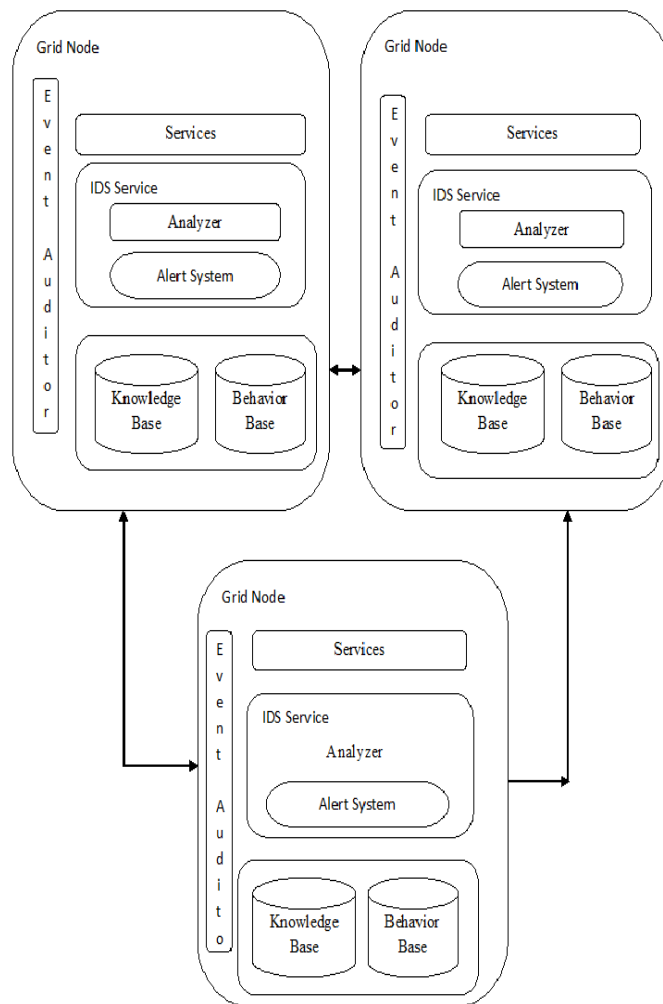 Grid Node
Event Auditor
Services
IDS Service
Analyzer
Alert System
Knowledge
Base
Behavior
Base
Grid Node
Event Auditor
Services
IDS Service
Analyzer
Alert System
Knowledge
Base
Behavior
Base
Grid Node
Event Audito
Services
IDS Service
Analyzer
Alert System
Knowledge
Base
Behavior
Base